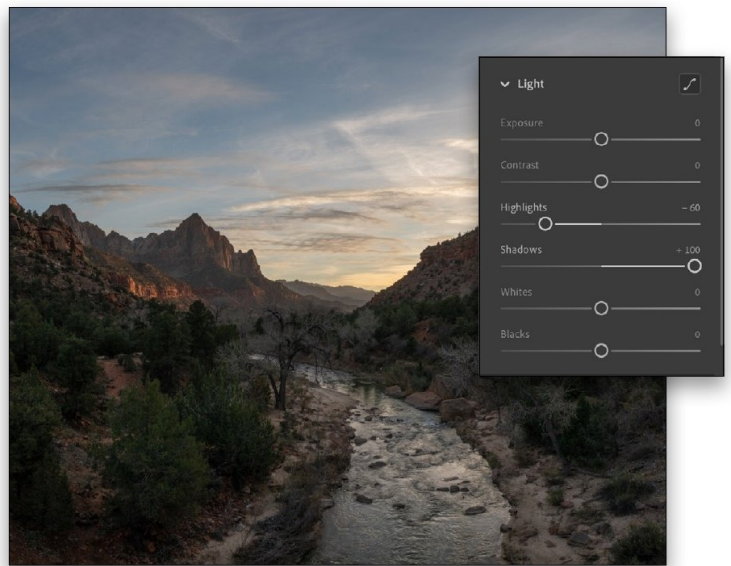 Light
Exposure 0
Contrast 0
Highlights – 60
Shadows + 100
Whites 0
Blacks 0